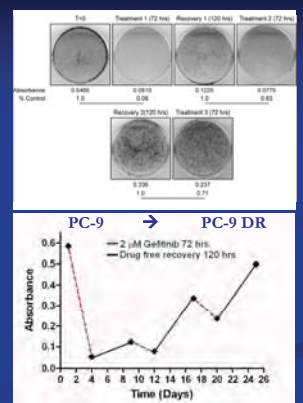 T=0 Treatment 1 (72 hrs) Recovery 1 (120 hrs) Treatment 2 (72 hrs)
Absorbance 0.5465 0.0515 0.1225 0.0775
% Control 1.0 0.09 1.0 0.63
Recovery 2(120 hrs) Treatment 3 (72 hrs)
0.336 0.237
1.0 0.71
PC-9 → PC-9 DR
2 μM Gefitinib 72 hrs.
Drug free recovery 120 hrs
Absorbance
0.6
0.5
0.4
0.3
0.2
0.1
0.0
0 2 4 6 8 10 12 14 16 18 20 22 24 26
Time (Days)